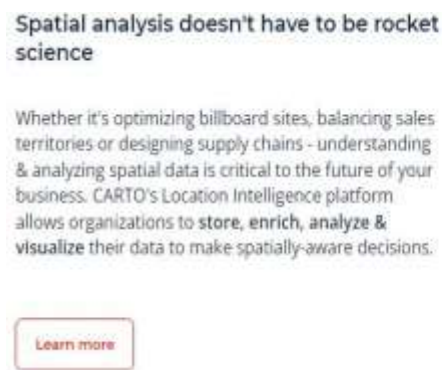 Spatial analysis doesn't have to be rocket
science
Whether it's optimizing billboard sites, balancing sales
territories or designing supply chains - understanding
& analyzing spatial data is critical to the future of your
business. CARTO's Location Intelligence platform
allows organizations to store, enrich, analyze &
visualize their data to make spatially-aware decisions.
Learn more